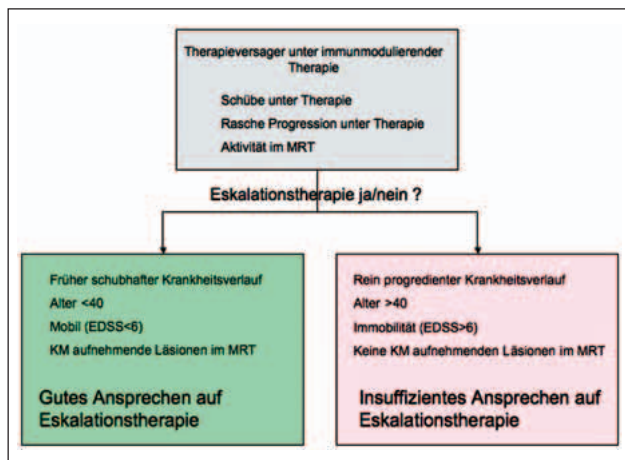 Therapieversager unter immunmodulierender
Therapie
Schübe unter Therapie
Rasche Progression unter Therapie
Aktivität im MRT
Eskalationstherapie ja/nein ?
Früher schubhafter Krankheitsverlauf
Alter <40
Mobil (EDSS<6)
KM aufnehmende Läsionen im MRT
Gutes Ansprechen auf
Eskalationstherapie
Rein progredienter Krankheitsverlauf
Alter >40
Immobilität (EDSS>6)
Keine KM aufnehmenden Läsionen im MRT
Insuffizientes Ansprechen auf
Eskalationstherapie